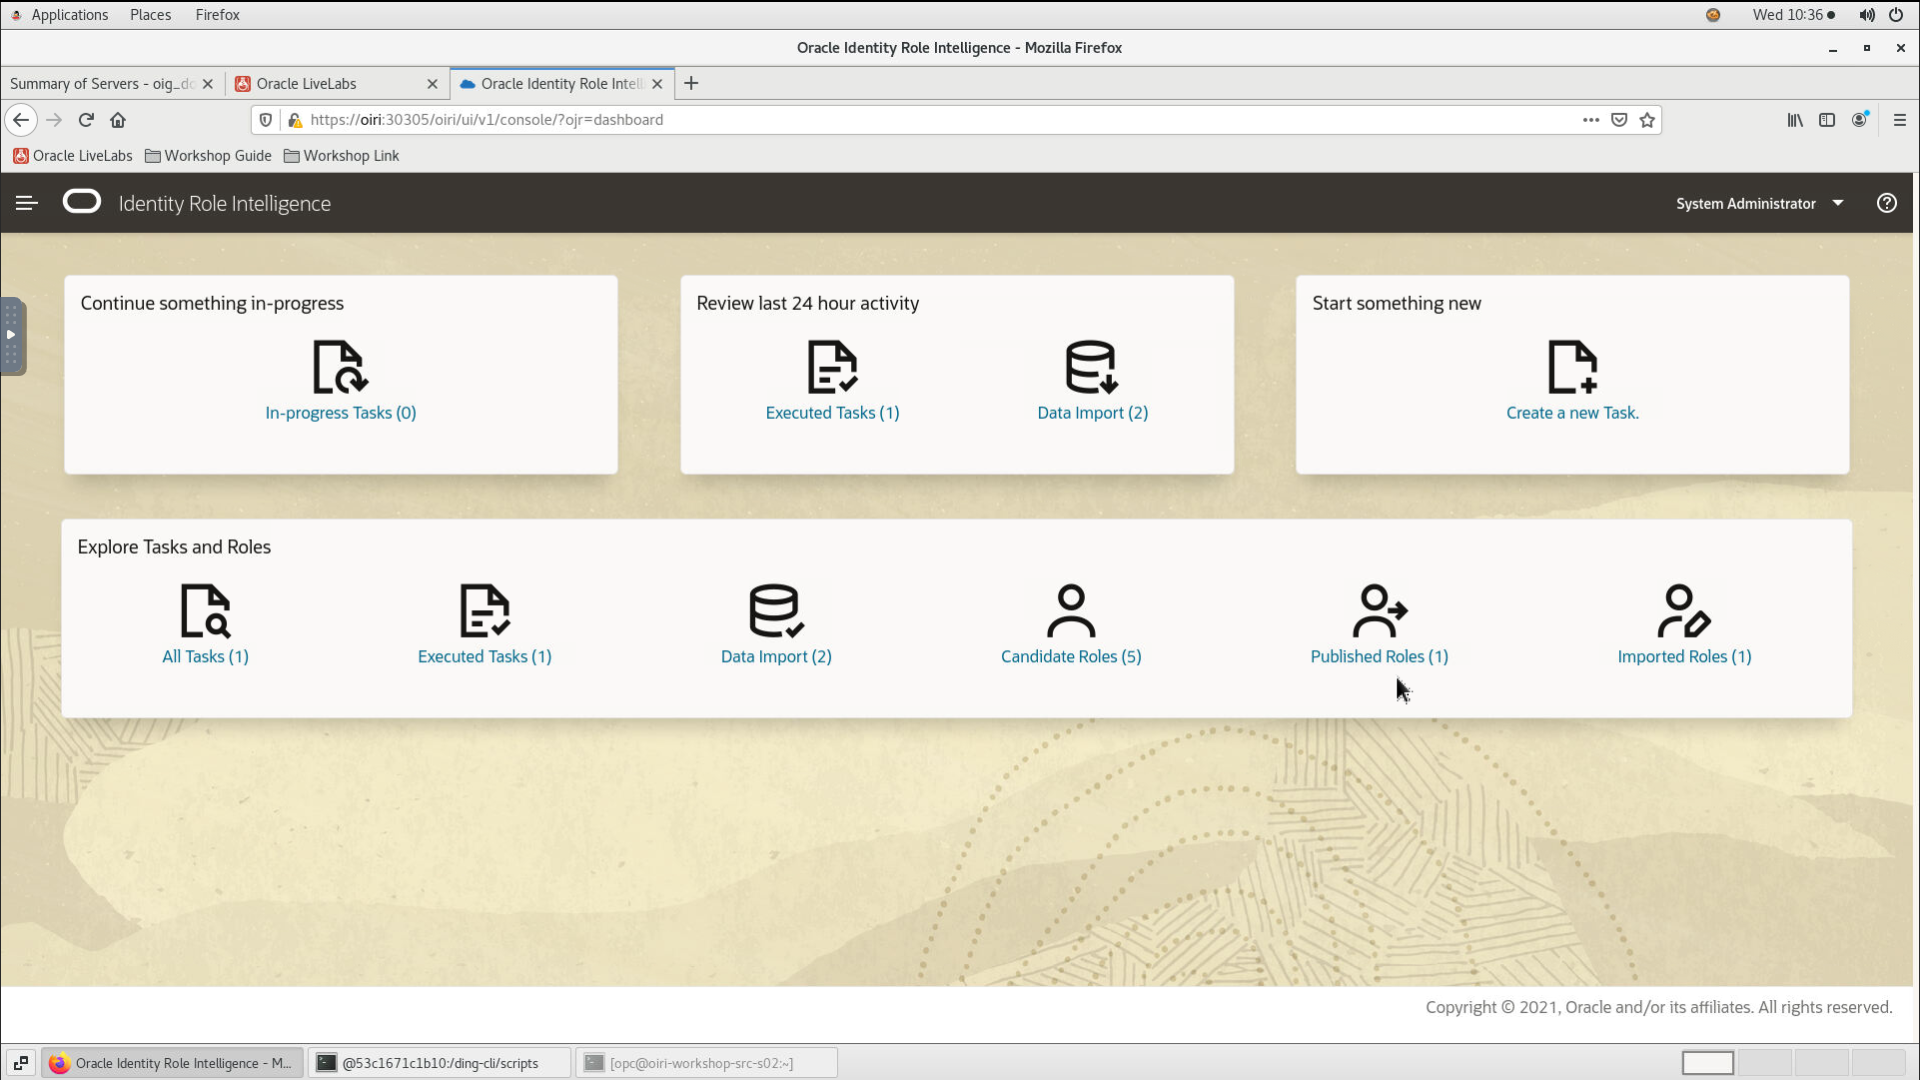 Applications Places Firefox Wed 10:36
Oracle Identity Role Intelligence - Mozilla Firefox
Summary of Servers - oig_do Oracle LiveLabs Oracle Identity Role Intell
https://oiri:30305/oiri/ui/v1/console/?ojr=dashboard
Oracle LiveLabs Workshop Guide Workshop Link
Identity Role Intelligence System Administrator
Continue something in-progress Review last 24 hour activity Start something new
In-progress Tasks (0) Executed Tasks (1) Data Import (2) Create a new Task.
Explore Tasks and Roles
All Tasks (1) Executed Tasks (1) Data Import (2) Candidate Roles (5) Published Roles (1) Imported Roles (1)
Copyright © 2021, Oracle and/or its affiliates. All rights reserved.
Oracle Identity Role Intelligence - M... @53c1671c1b10:/ding-cli/scripts [opc@oiri-workshop-src-s02:~]